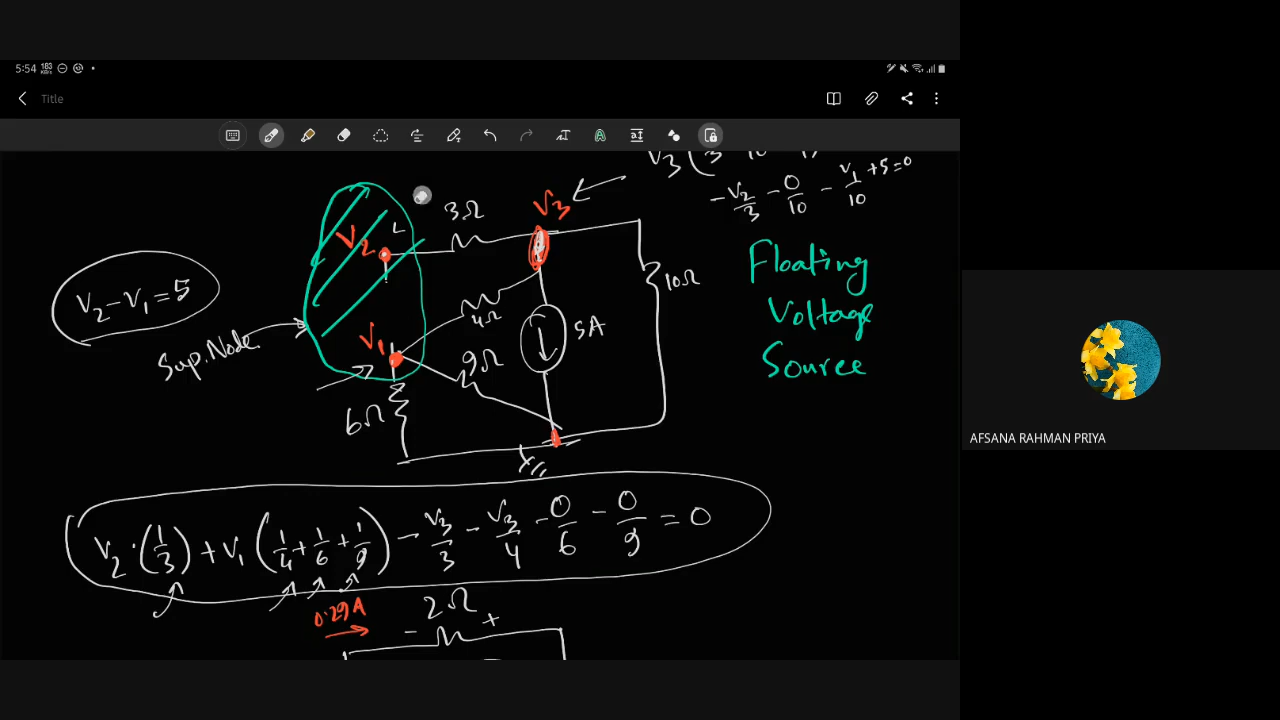 5:54
Title
- V2/3 - 0/10 - V1/10 + 5 = 0
V3
3Ω
V2
10Ω
Floating
Voltage
Source
V2 - V1 = 5
Sup. Node
V1
4Ω
5A
9Ω
6Ω
V2 · (1/3) + V1 (1/4 + 1/6 + 1/9) - V3/3 - V3/4 - 0/6 - 0/9 = 0
0.29A
2Ω
- +
AFSANA RAHMAN PRIYA